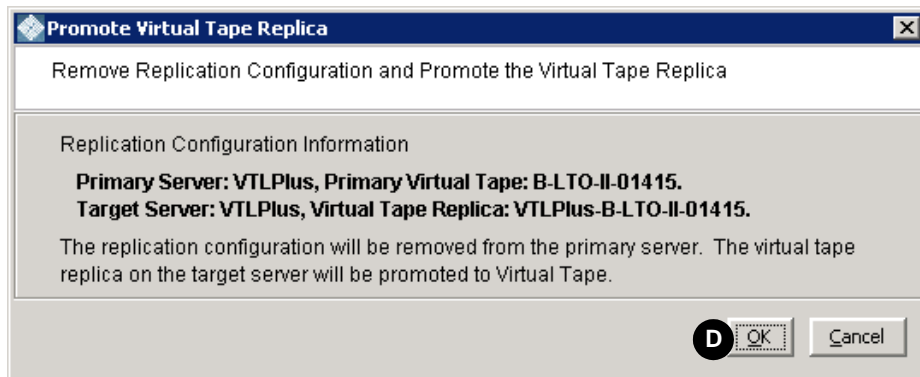 Promote Virtual Tape Replica
Remove Replication Configuration and Promote the Virtual Tape Replica
Replication Configuration Information
Primary Server: VTLPlus, Primary Virtual Tape: B-LTO-II-01415.
Target Server: VTLPlus, Virtual Tape Replica: VTLPlus-B-LTO-II-01415.
The replication configuration will be removed from the primary server.  The virtual tape
replica on the target server will be promoted to Virtual Tape.
D OK Cancel